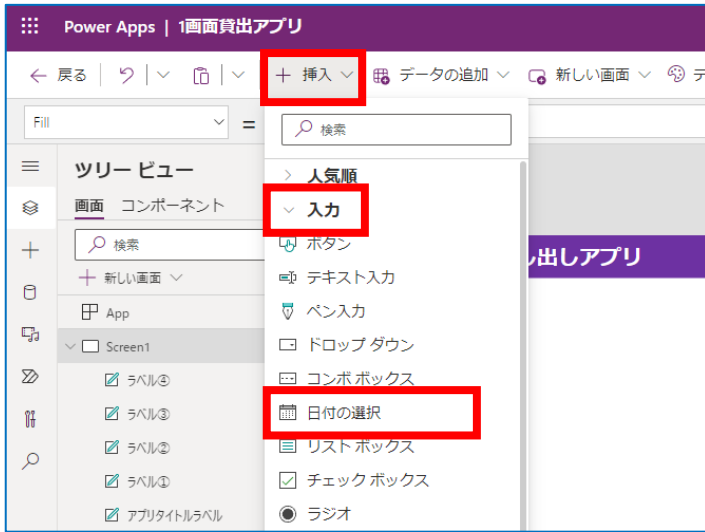 Power Apps | 1画面貸出アプリ
← 戻る + 挿入 データの追加 新しい画面 テ
Fill =
検索
ツリー ビュー
画面 コンポーネント
検索
+ 新しい画面
App
Screen1
ラベル④
ラベル③
ラベル②
ラベル①
アプリタイトルラベル
人気順
入力
ボタン
テキスト入力
ペン入力
ドロップ ダウン
コンボ ボックス
日付の選択
リスト ボックス
チェック ボックス
ラジオ
し出しアプリ